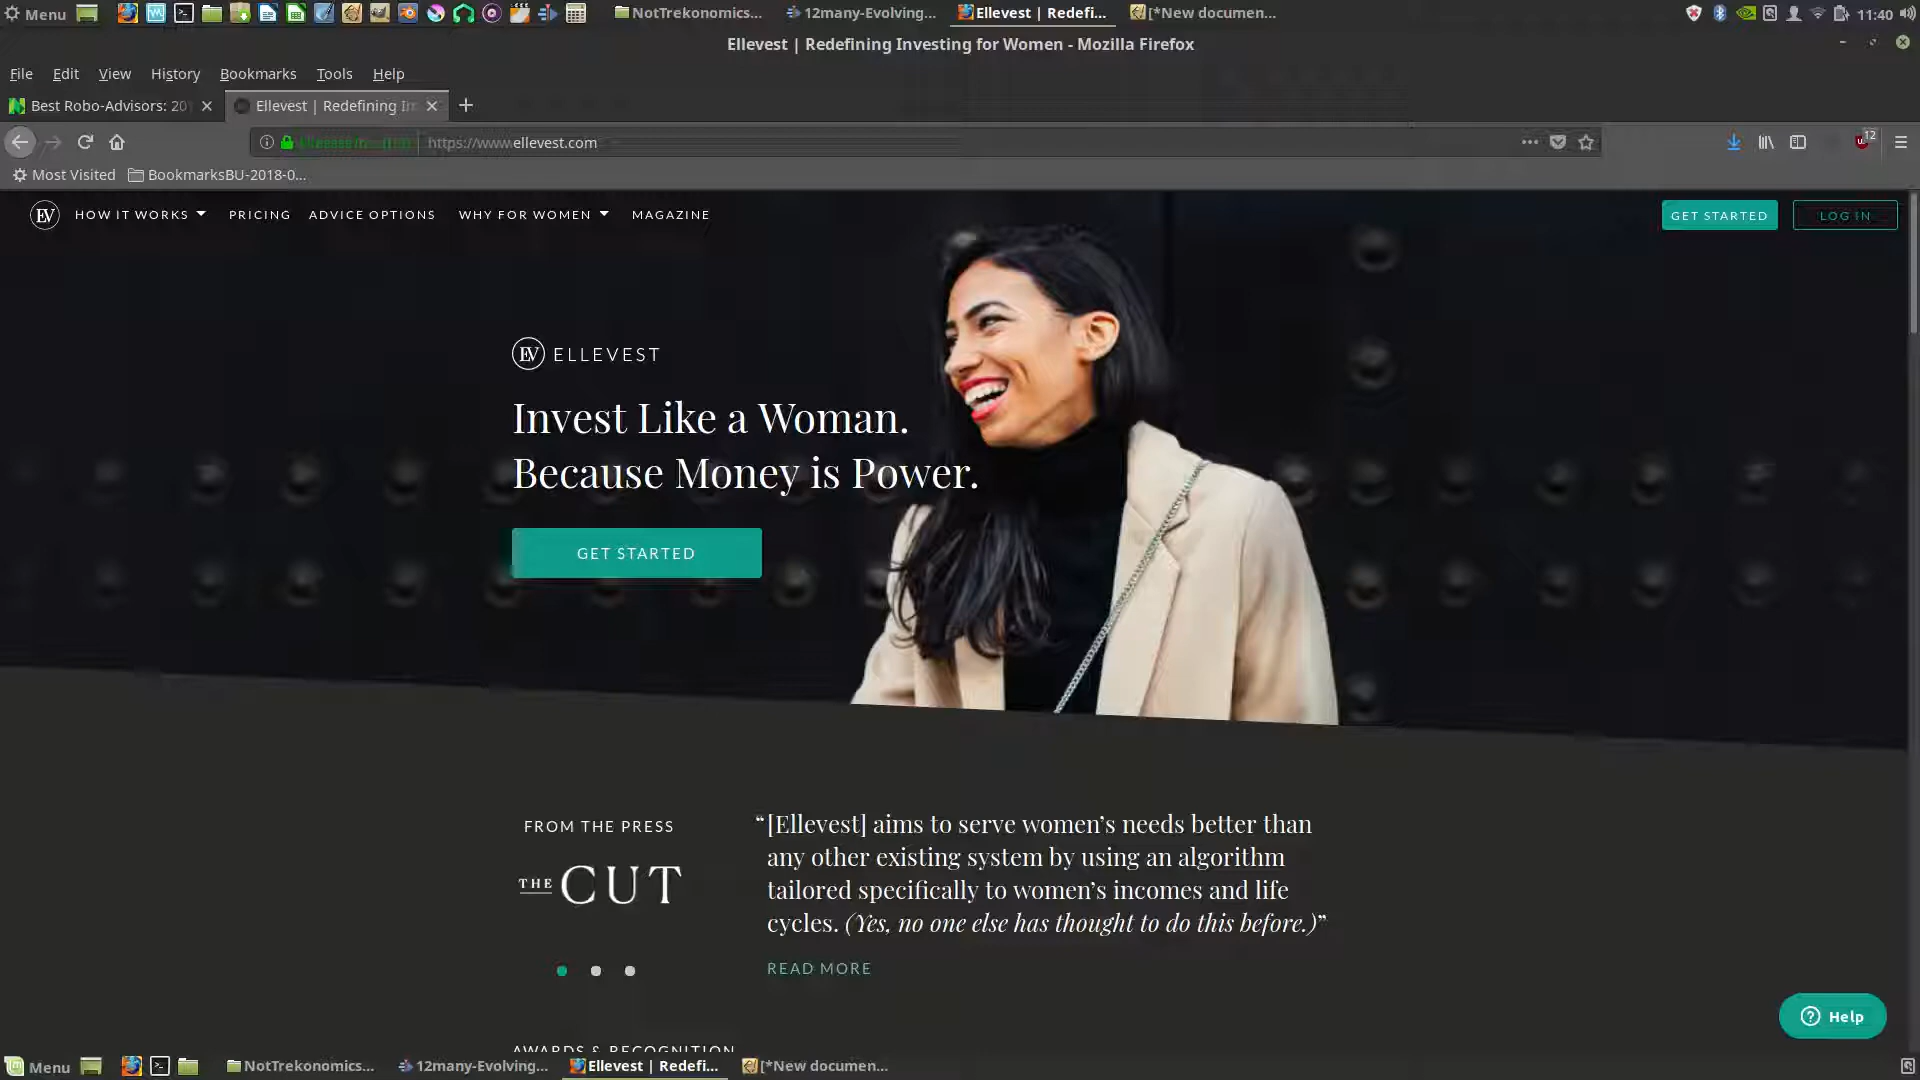 Menu
NotTrekonomics...
12many-Evolving...
Ellevest | Redefi...
[*New documen...
11:40
Ellevest | Redefining Investing for Women - Mozilla Firefox
File Edit View History Bookmarks Tools Help
Best Robo-Advisors: 20
Ellevest | Redefining In
https://www.ellevest.com
12
Most Visited
BookmarksBU-2018-0...
EV
HOW IT WORKS
PRICING
ADVICE OPTIONS
WHY FOR WOMEN
MAGAZINE
GET STARTED
LOG IN
EV ELLEVEST
Invest Like a Woman.
Because Money is Power.
GET STARTED
FROM THE PRESS
THE CUT
“[Ellevest] aims to serve women’s needs better than
any other existing system by using an algorithm
tailored specifically to women’s incomes and life
cycles. (Yes, no one else has thought to do this before.)”
READ MORE
Help
AWARDS & RECOGNITION
Menu
NotTrekonomics...
12many-Evolving...
Ellevest | Redefi...
[*New documen...